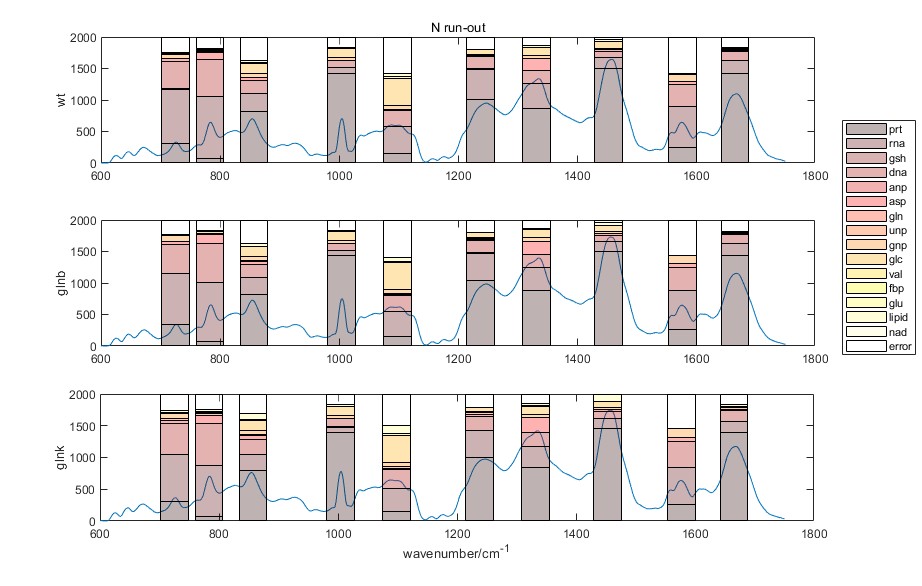 N run-out
2000
1500
1000
500
0
wt
600 800 1000 1200 1400 1600 1800
2000
1500
1000
500
0
glnb
600 800 1000 1200 1400 1600 1800
2000
1500
1000
500
0
glnk
600 800 1000 1200 1400 1600 1800
wavenumber/cm-1
prt
rna
gsh
dna
anp
asp
gln
unp
gnp
glc
val
fbp
glu
lipid
nad
error